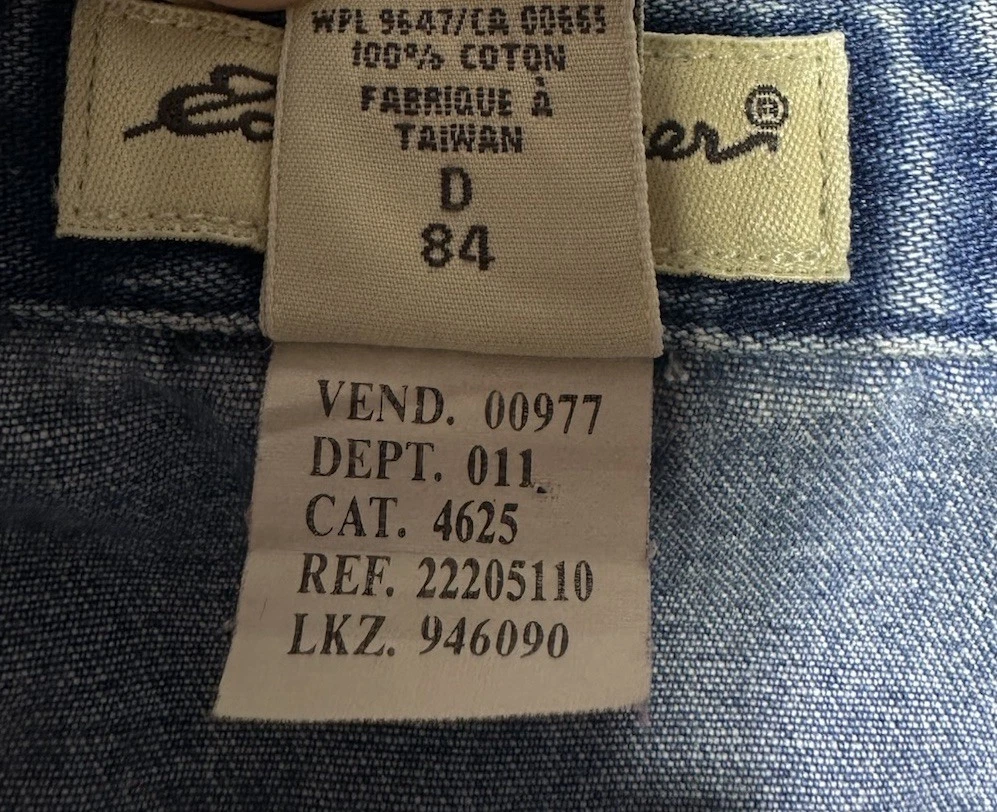 WPL 9647/CA 00665
100% COTON
FABRIQUE À
TAIWAN
D
84
er®
VEND. 00977
DEPT. 011
CAT. 4625
REF. 22205110
LKZ. 946090